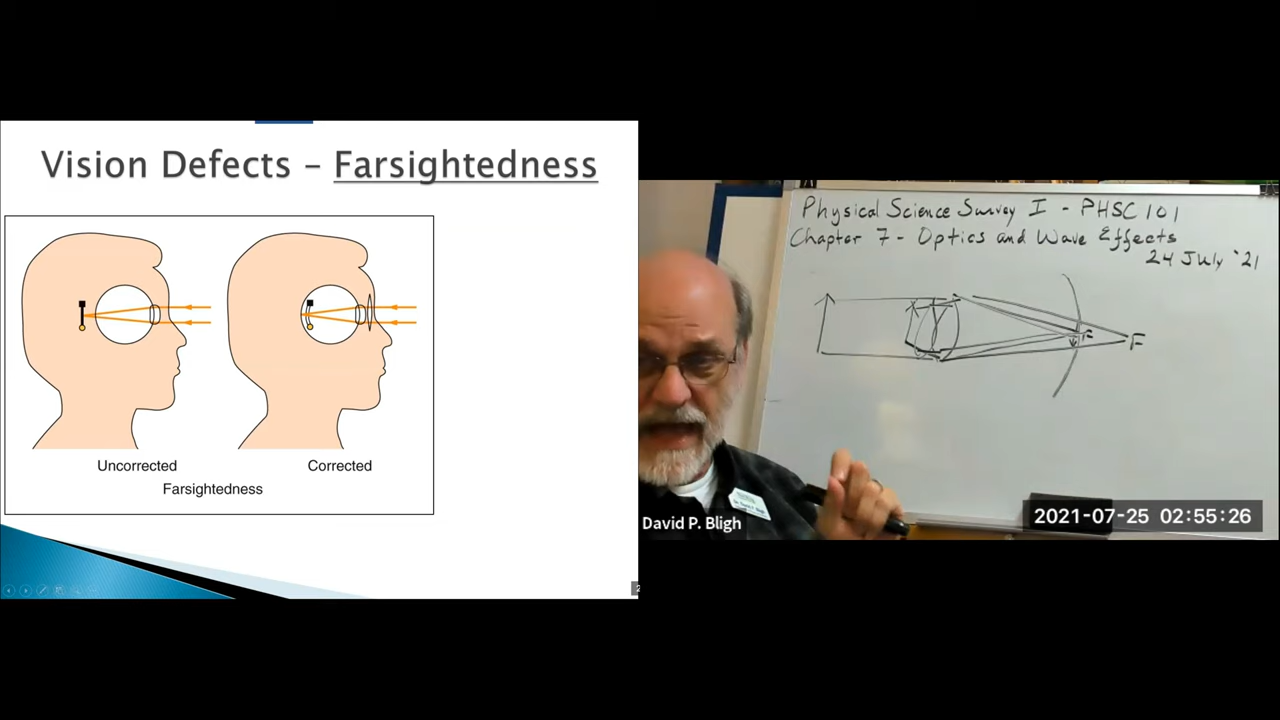 Vision Defects – Farsightedness
Uncorrected
Corrected
Farsightedness
2
Physical Science Survey I - PHSC 101
Chapter 7 - Optics and Wave Effects
24 July '21
F
F
David P. Bligh
2021-07-25 02:55:26